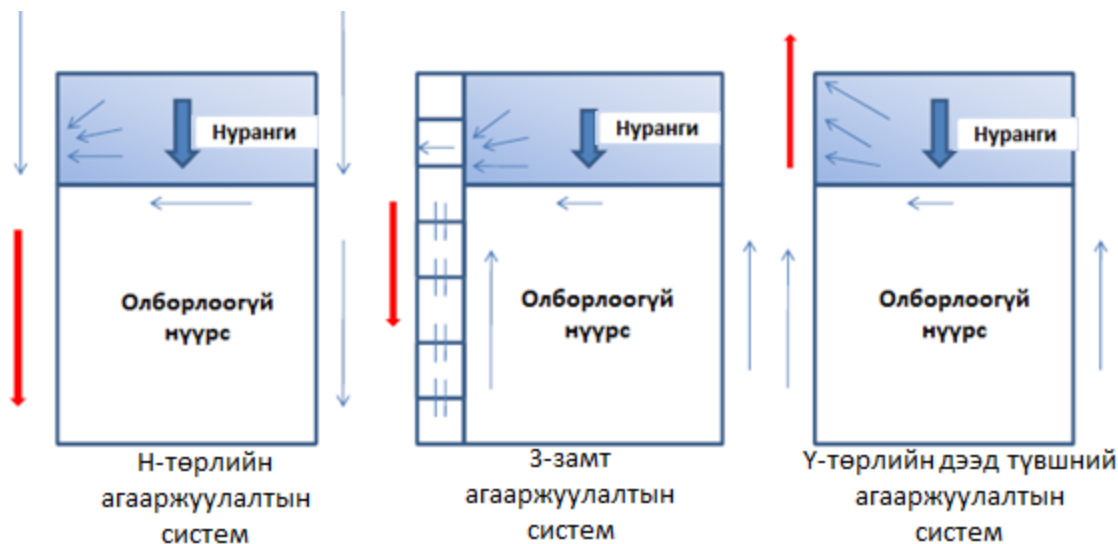 Нуранги
Нуранги
Нуранги
Олборлоогүй
нүүрс
Олборлоогүй
нүүрс
Олборлоогүй
нүүрс
Н-төрлийн
агааржуулалтын
систем
3-замт
агааржуулалтын
систем
Ү-төрлийн дээд түвшний
агааржуулалтын
систем